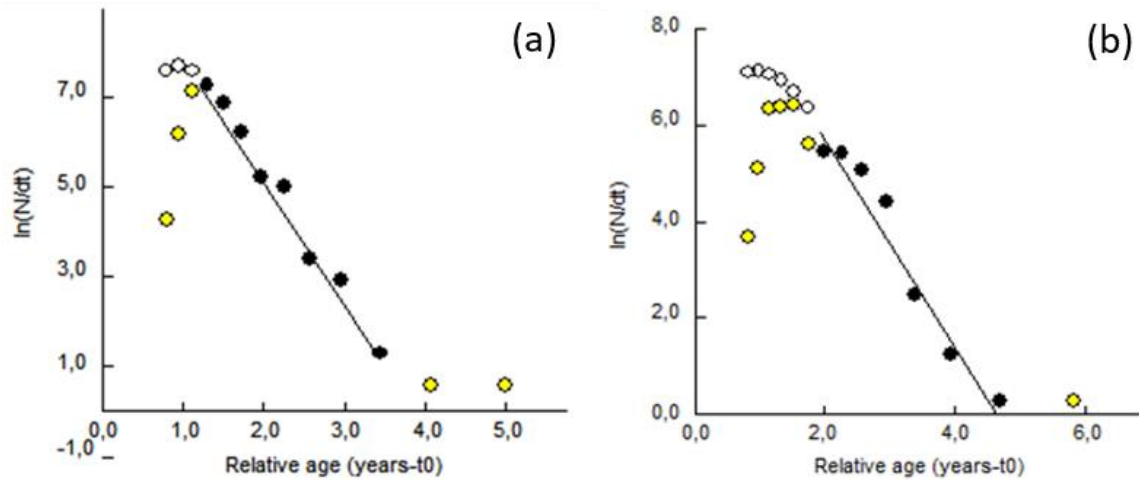 (a)
7,0
5,0
3,0
1,0
-1,0
ln(N/dt)
0,0 1,0 2,0 3,0 4,0 5,0
Relative age (years-t0)
(b)
8,0
6,0
4,0
2,0
0,0
ln(N/dt)
0,0 2,0 4,0 6,0
Relative age (years-t0)